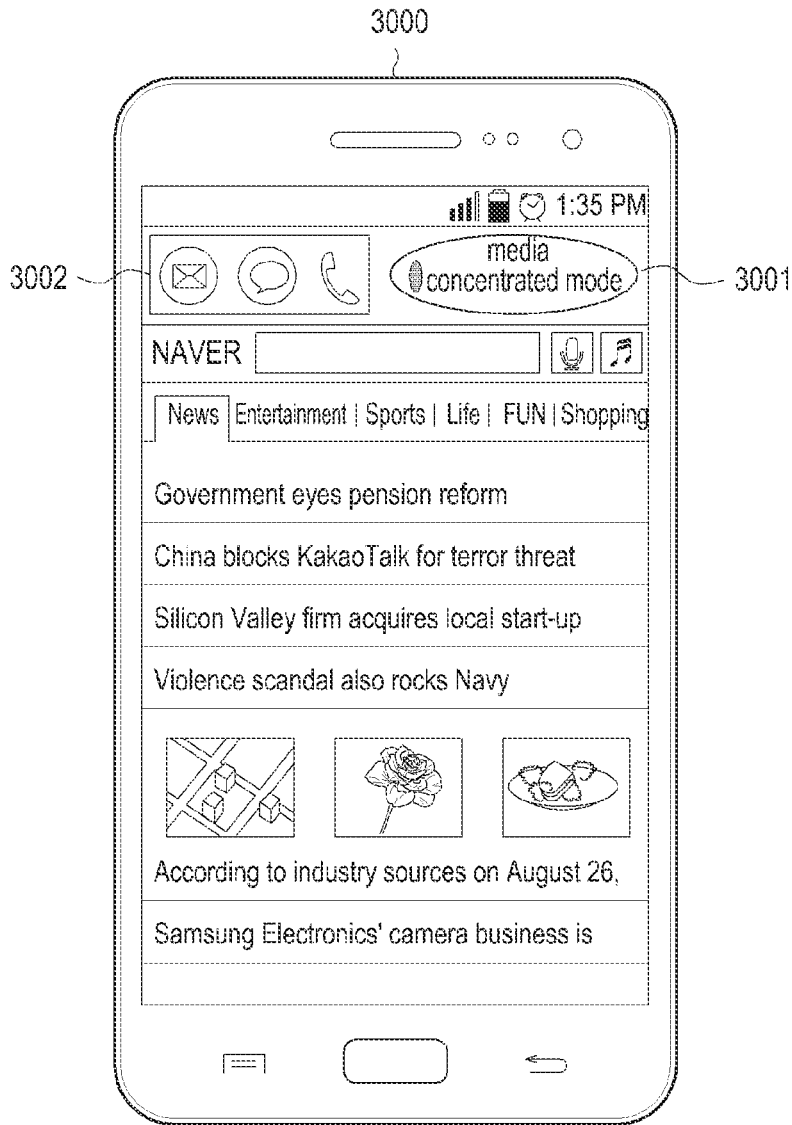 3000
1:35 PM
media
concentrated mode
3002
3001
NAVER
News Entertainment | Sports | Life | FUN | Shopping
Government eyes pension reform
China blocks KakaoTalk for terror threat
Silicon Valley firm acquires local start-up
Violence scandal also rocks Navy
According to industry sources on August 26,
Samsung Electronics' camera business is